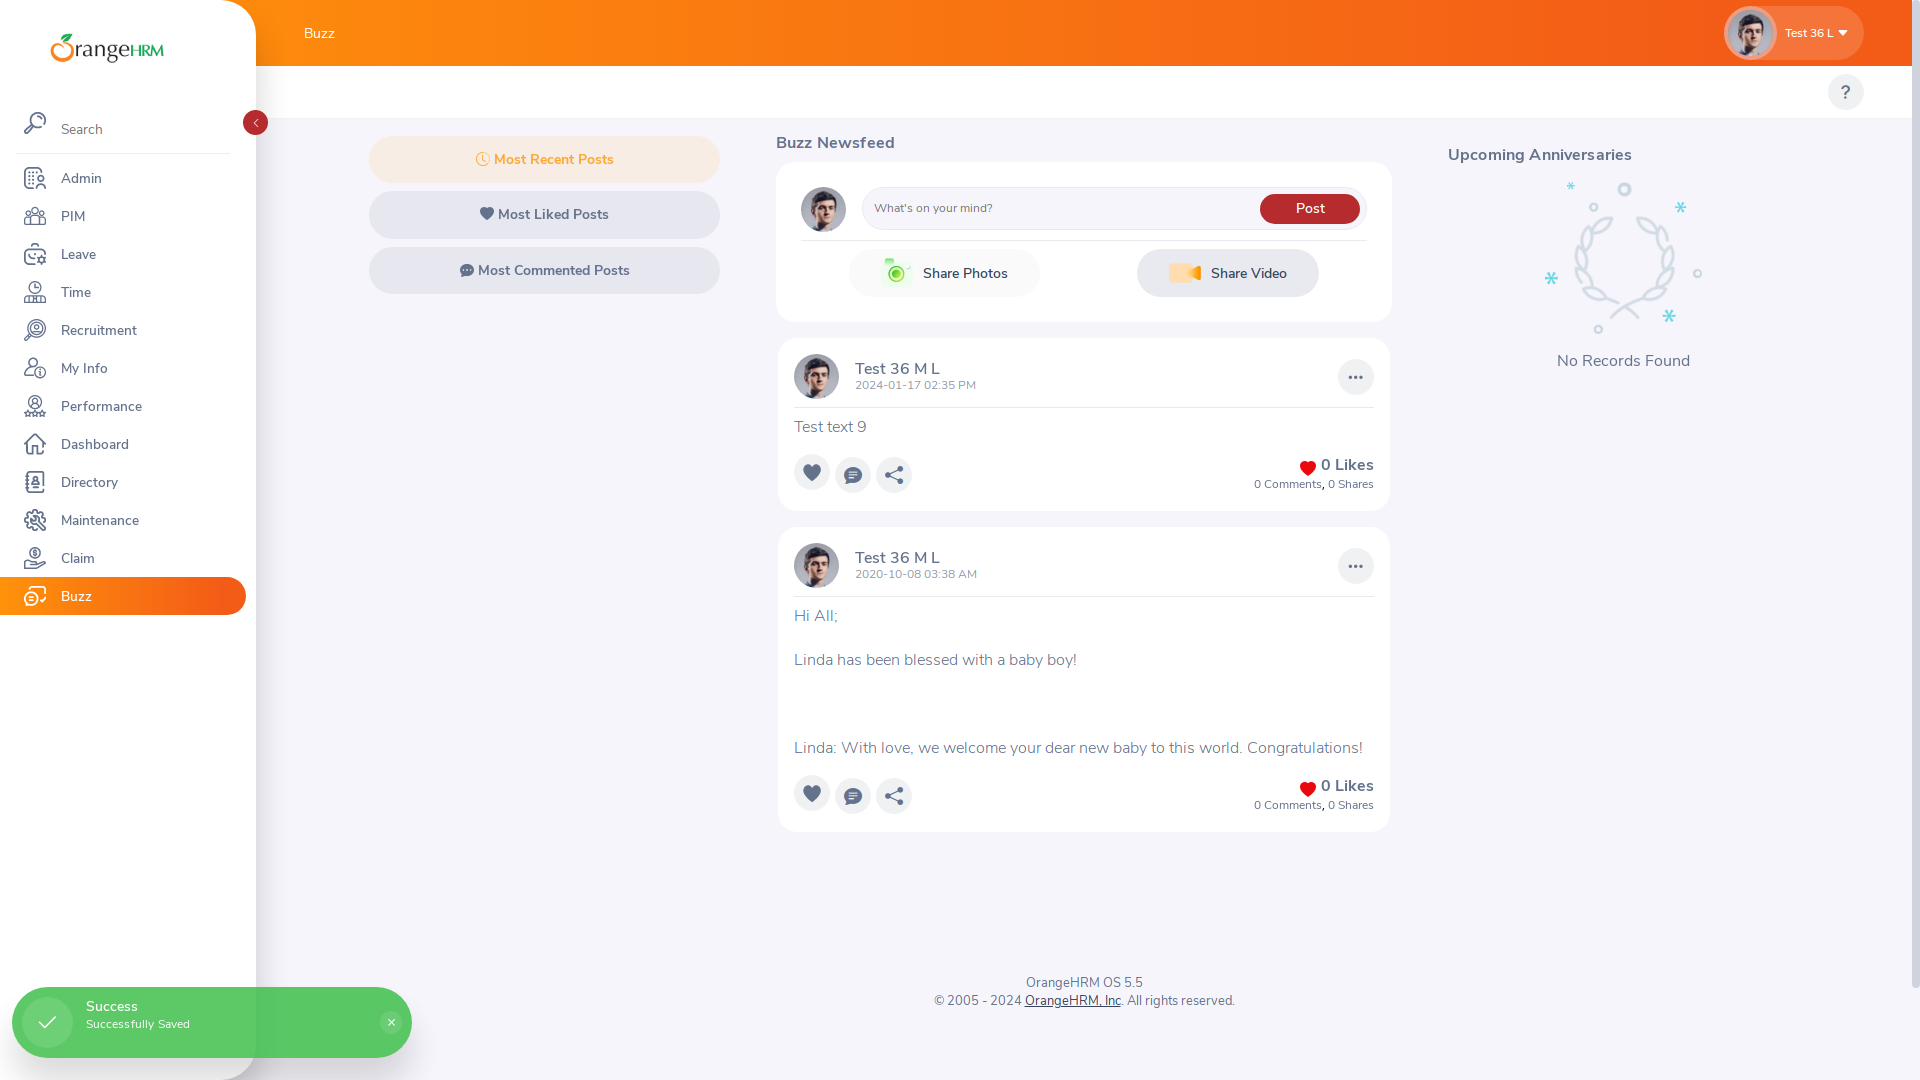 OrangeHRM
Search
Admin
PIM
Leave
Time
Recruitment
My Info
Performance
Dashboard
Directory
Maintenance
Claim
Buzz
Buzz
Test 36 L
?
Most Recent Posts
Most Liked Posts
Most Commented Posts
Buzz Newsfeed
What's on your mind?
Post
Share Photos
Share Video
Test 36 M L
2024-01-17 02:35 PM
Test text 9
0 Likes
0 Comments, 0 Shares
Test 36 M L
2020-10-08 03:38 AM
Hi All;
Linda has been blessed with a baby boy!
Linda: With love, we welcome your dear new baby to this world. Congratulations!
0 Likes
0 Comments, 0 Shares
Upcoming Anniversaries
No Records Found
OrangeHRM OS 5.5
© 2005 - 2024 OrangeHRM, Inc. All rights reserved.
Success
Successfully Saved